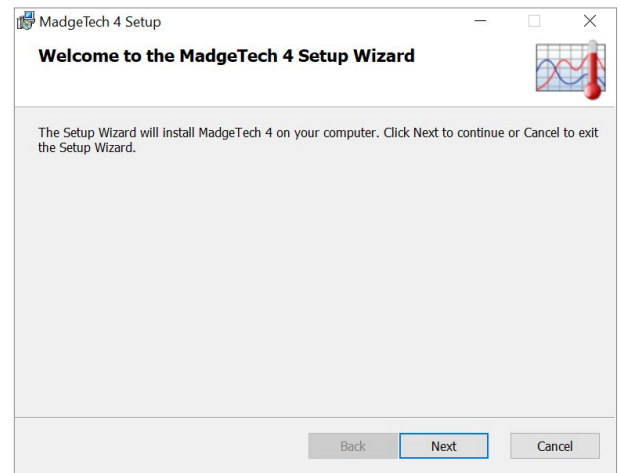 MadgeTech 4 Setup
Welcome to the MadgeTech 4 Setup Wizard
The Setup Wizard will install MadgeTech 4 on your computer. Click Next to continue or Cancel to exit
the Setup Wizard.
Back Next Cancel